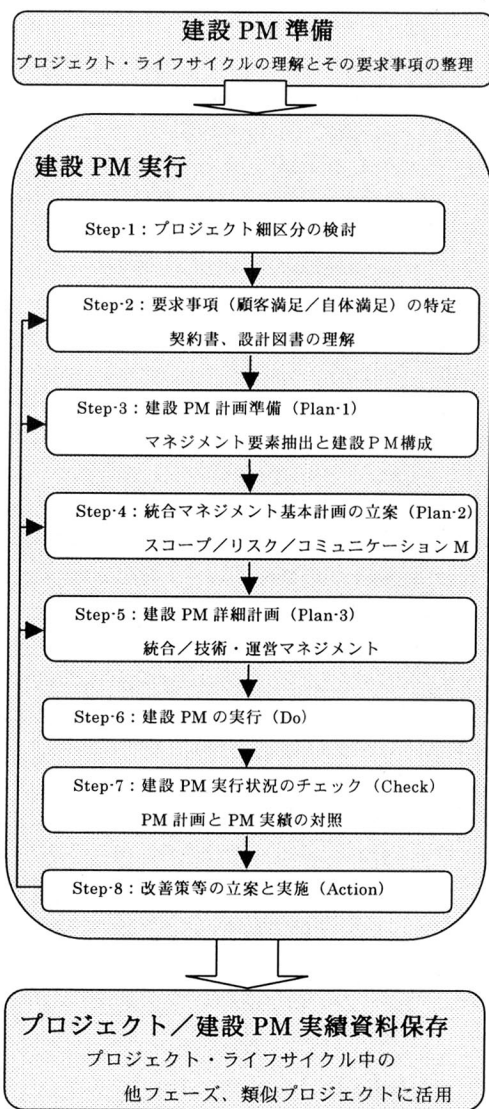 建設 PM 準備
プロジェクト・ライフサイクルの理解とその要求事項の整理
建設 PM 実行
Step-1：プロジェクト細区分の検討
Step-2：要求事項（顧客満足／自体満足）の特定
契約書、設計図書の理解
Step-3：建設 PM 計画準備（Plan-1）
マネジメント要素抽出と建設ＰＭ構成
Step-4：統合マネジメント基本計画の立案（Plan-2）
スコープ／リスク／コミュニケーション M
Step-5：建設 PM 詳細計画（Plan-3）
統合／技術・運営マネジメント
Step-6：建設 PM の実行（Do）
Step-7：建設 PM 実行状況のチェック（Check）
PM 計画と PM 実績の対照
Step-8：改善策等の立案と実施（Action）
プロジェクト／建設 PM 実績資料保存
プロジェクト・ライフサイクル中の
他フェーズ、類似プロジェクトに活用